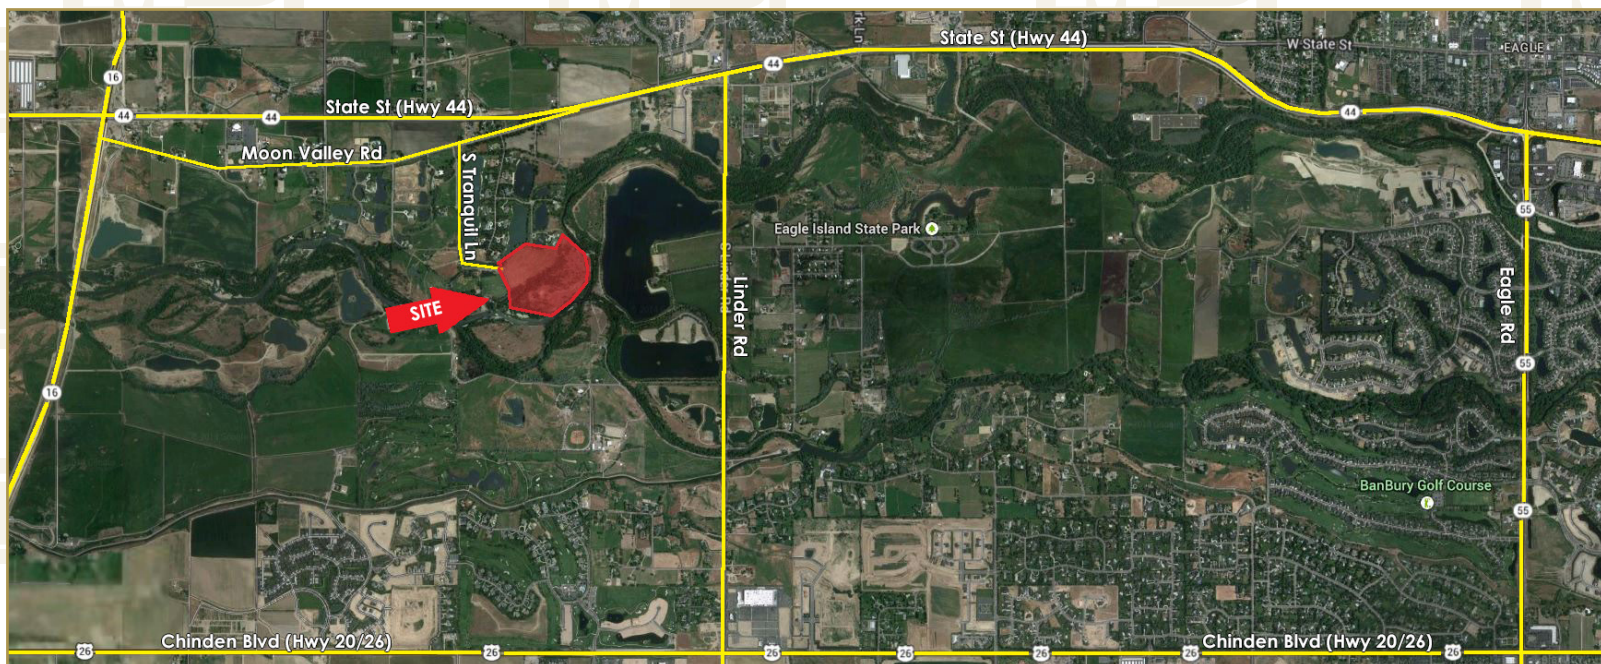 State St (Hwy 44)
W State St
EAGLE
16
44
44
44
State St (Hwy 44)
44
Moon Valley Rd
S Tranquil Ln
55
Eagle Island State Park
SITE
Linder Rd
Eagle Rd
55
16
BanBury Golf Course
55
Chinden Blvd (Hwy 20/26)
Chinden Blvd (Hwy 20/26)
26
26
26
26
26
26
26